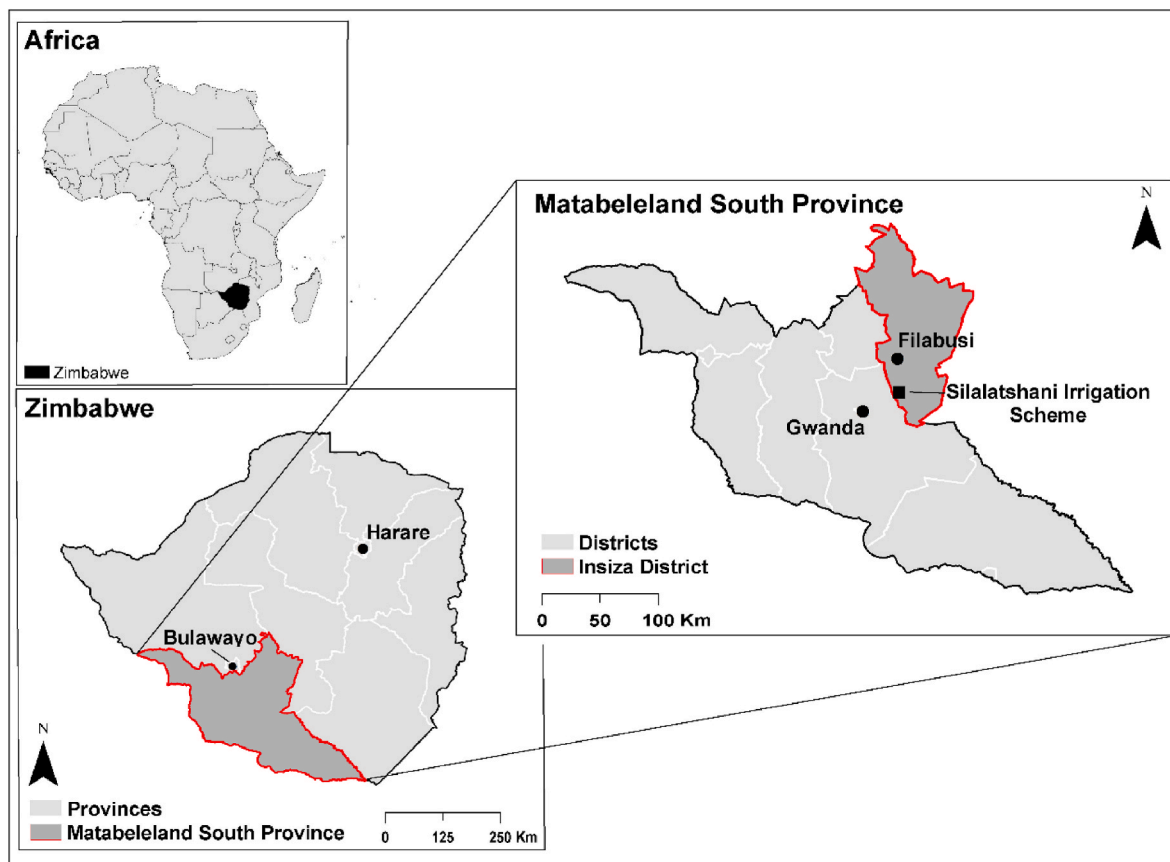 Africa
Zimbabwe
Zimbabwe
Harare
Bulawayo
N
Provinces
Matabeleland South Province
0 125 250 Km
Matabeleland South Province
N
Filabusi
Silalatshani Irrigation
Scheme
Gwanda
Districts
Insiza District
0 50 100 Km